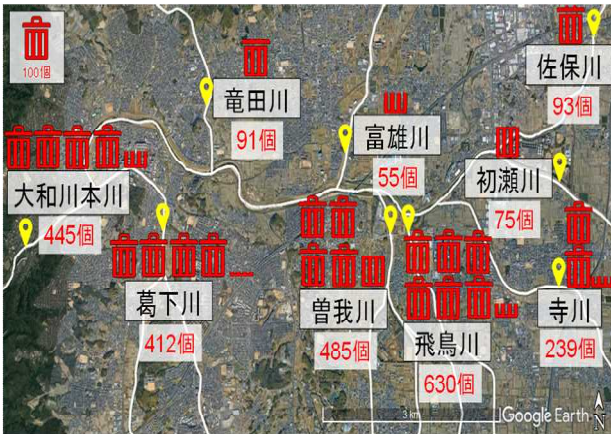 100個
佐保川
93個
竜田川
91個
富雄川
55個
初瀬川
75個
大和川本川
445個
葛下川
412個
曽我川
485個
飛鳥川
630個
寺川
239個
3 km
Google Earth
N